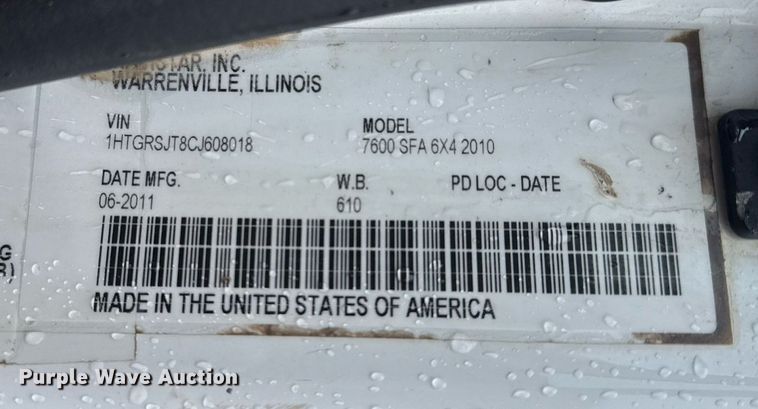 INC.
WARRENVILLE, ILLINOIS
VIN MODEL
1HTGRSJT8CJ608018 7600 SFA 6X4 2010
DATE MFG. W.B. PD LOC - DATE
06-2011 610
MADE IN THE UNITED STATES OF AMERICA
Purple Wave Auction